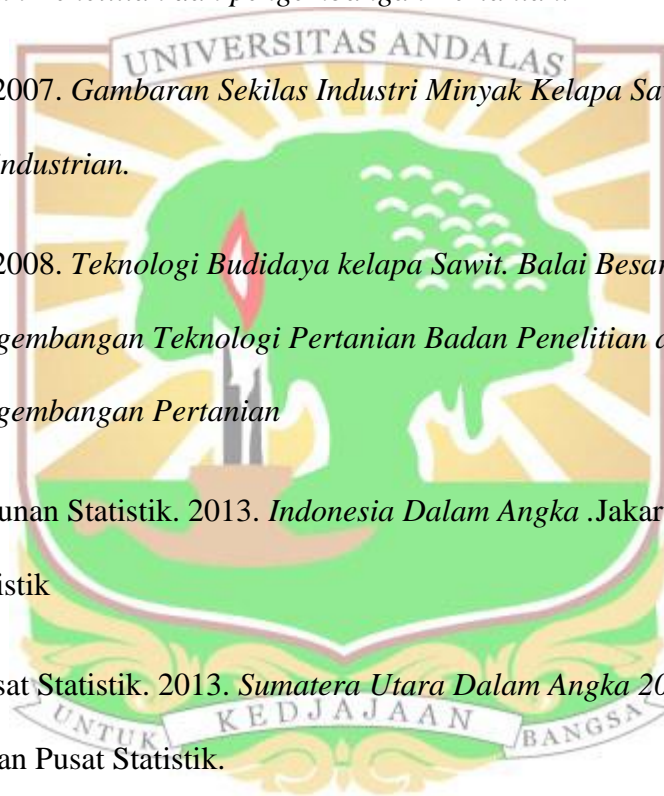 UNIVERSITAS ANDALAS
2007. Gambaran Sekilas Industri Minyak Kelapa Sa
ndustrian.
2008. Teknologi Budidaya kelapa Sawit. Balai Besar
gembangan Teknologi Pertanian Badan Penelitian
gembangan Pertanian
unan Statistik. 2013. Indonesia Dalam Angka .Jakar
istik
sat Statistik. 2013. Sumatera Utara Dalam Angka 20
an Pusat Statistik.
UNTUK KEDJAJAAN BANGSA